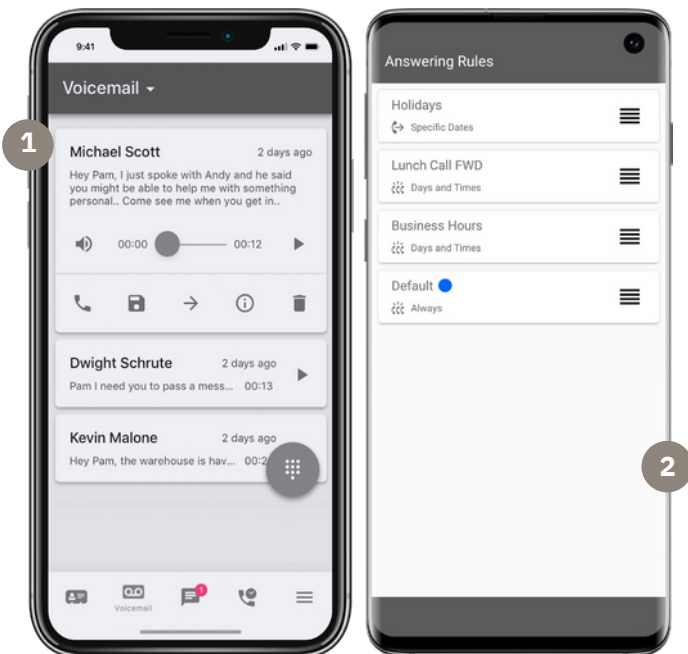 9:41
Voicemail
1
Michael Scott 2 days ago
Hey Pam, I just spoke with Andy and he said
you might be able to help me with something
personal.. Come see me when you get in..
00:00 00:12
Dwight Schrute 2 days ago
Pam I need you to pass a mess... 00:13
Kevin Malone 2 days ago
Hey Pam, the warehouse is hav... 00:2
1
Voicemail
Answering Rules
Holidays
Specific Dates
Lunch Call FWD
Days and Times
Business Hours
Days and Times
Default
Always
2